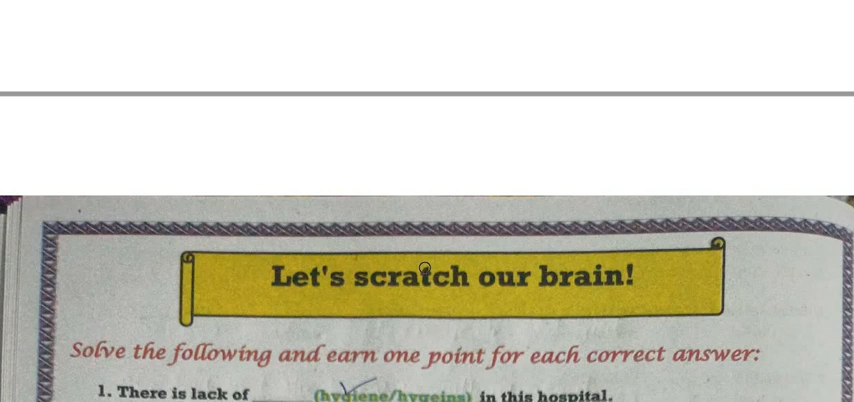 Let's scratch our brain!
Solve the following and earn one point for each correct answer:
1. There is lack of ______ (hygiene/hygeins) in this hospital.